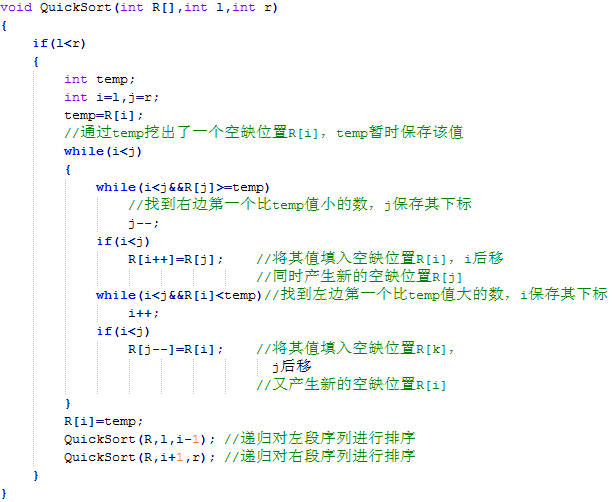 void QuickSort(int R[],int l,int r)
{
    if(l<r)
    {
        int temp;
        int i=l,j=r;
        temp=R[i];
        //通过temp挖出了一个空缺位置R[i]，temp暂时保存该值
        while(i<j)
        {
            while(i<j&&R[j]>=temp)
                //找到右边第一个比temp值小的数，j保存其下标
                j--;
            if(i<j)
                R[i++]=R[j];    //将其值填入空缺位置R[i]，i后移
                                //同时产生新的空缺位置R[j]
            while(i<j&&R[i]<temp)//找到左边第一个比temp值大的数，i保存其下标
                i++;
            if(i<j)
                R[j--]=R[i];    //将其值填入空缺位置R[k]，
                                  j后移
                                //又产生新的空缺位置R[i]
        }
        R[i]=temp;
        QuickSort(R,l,i-1); //递归对左段序列进行排序
        QuickSort(R,i+1,r); //递归对右段序列进行排序
    }
}